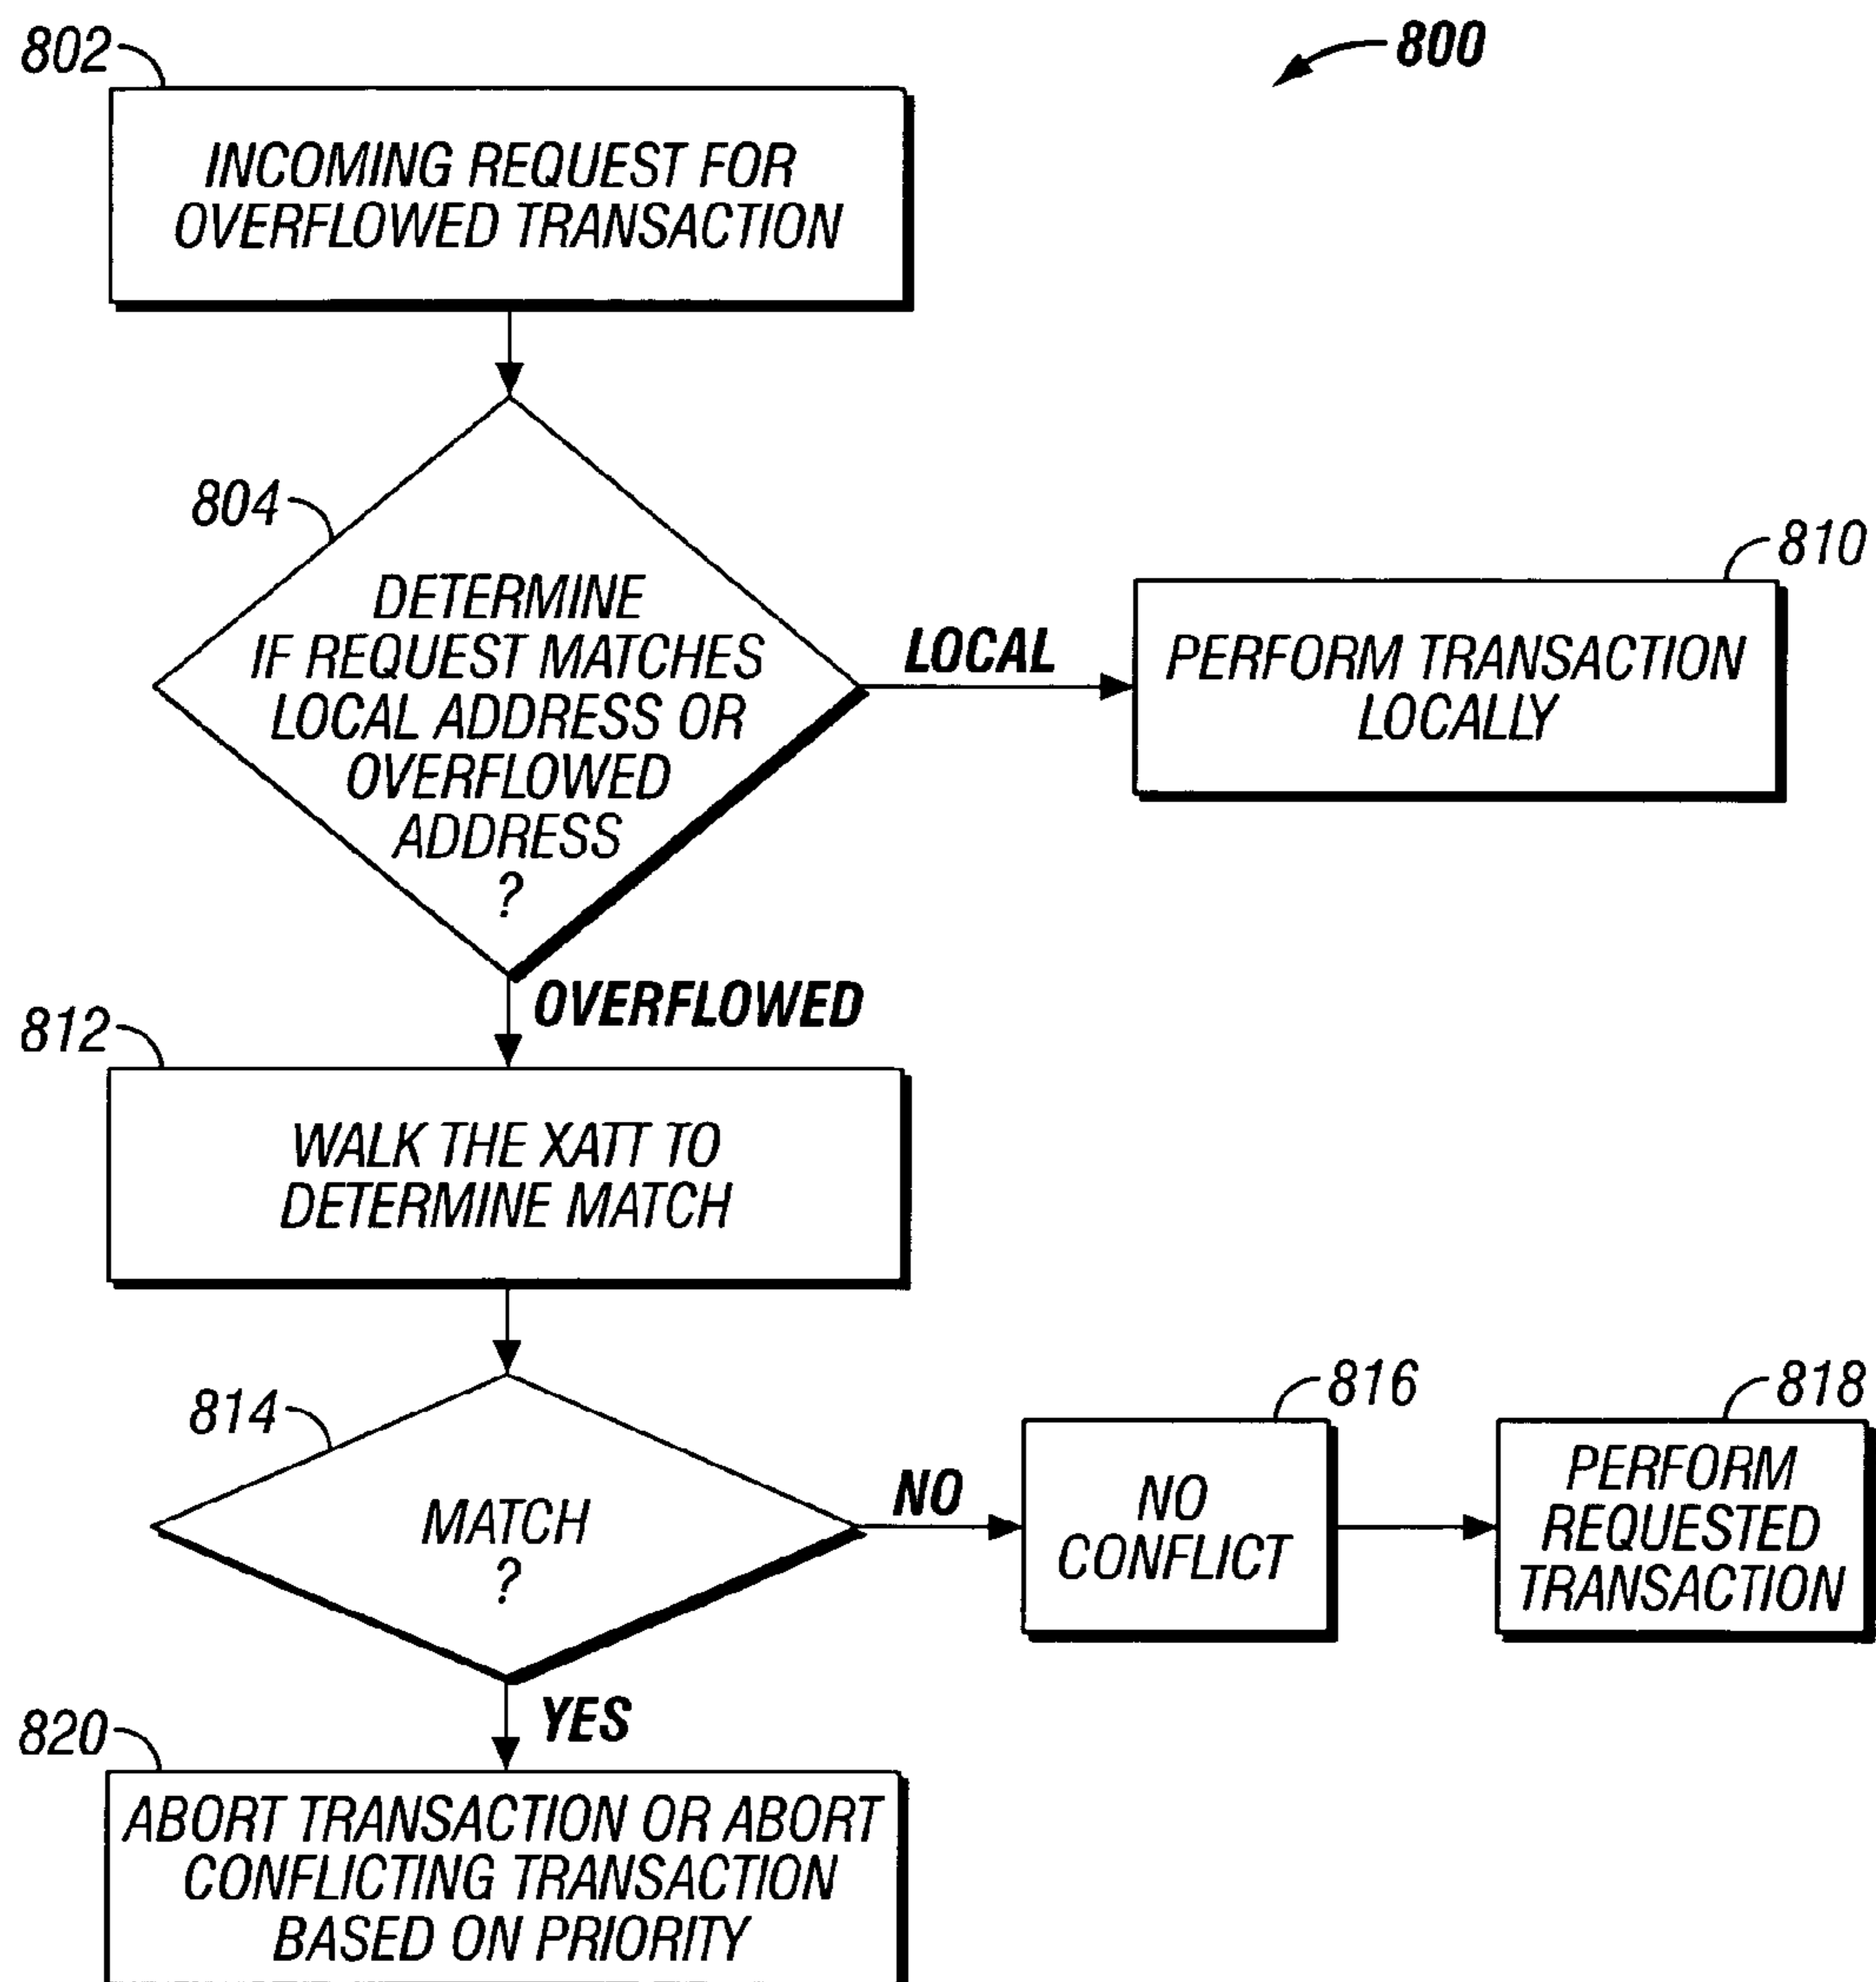 802
800
INCOMING REQUEST FOR
OVERFLOWED TRANSACTION
804
DETERMINE
IF REQUEST MATCHES
LOCAL ADDRESS OR
OVERFLOWED
ADDRESS
?
LOCAL
810
PERFORM TRANSACTION
LOCALLY
OVERFLOWED
812
WALK THE XATT TO
DETERMINE MATCH
814
MATCH
?
NO
816
NO
CONFLICT
818
PERFORM
REQUESTED
TRANSACTION
YES
820
ABORT TRANSACTION OR ABORT
CONFLICTING TRANSACTION
BASED ON PRIORITY